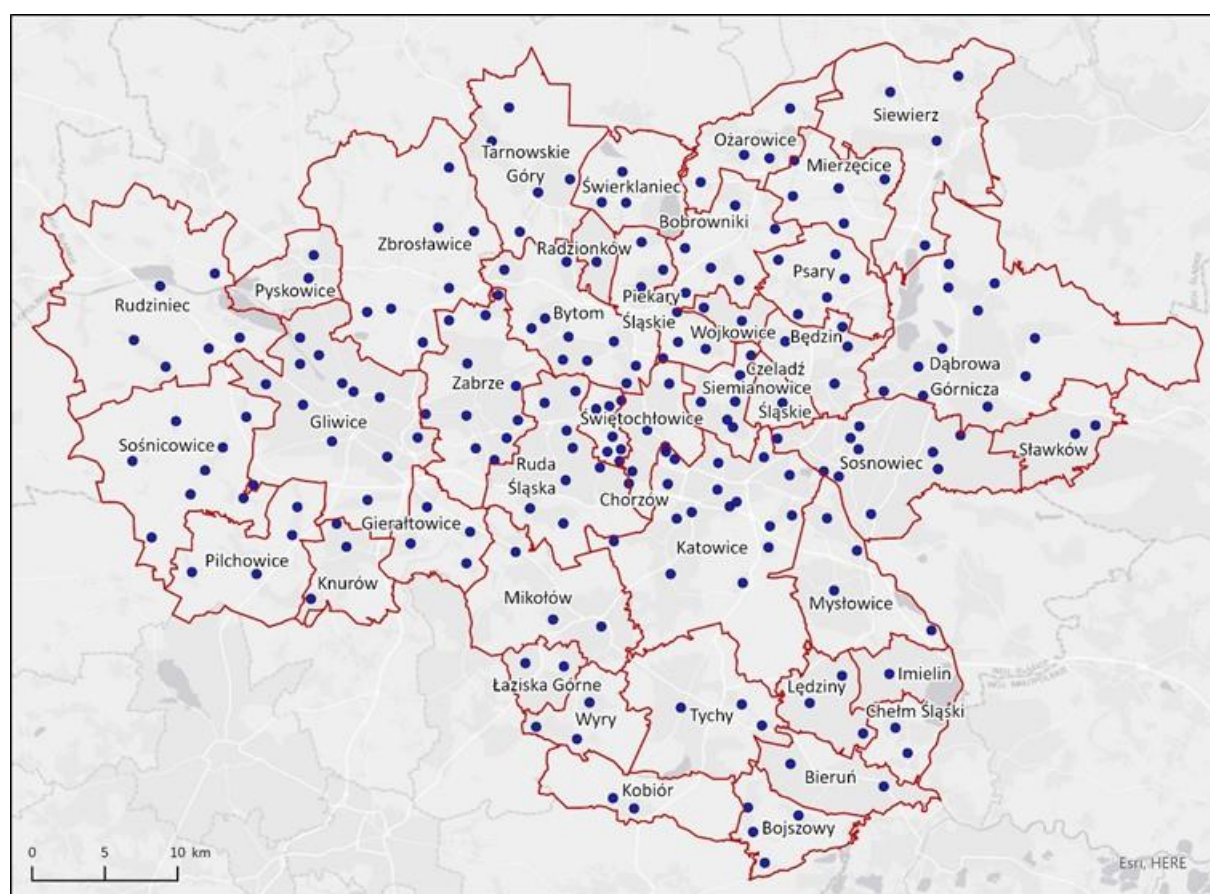 Siewierz
Ożarowice
Tarnowskie
Góry
Mierzęcice
Świerklaniec
Bobrowniki
Zbrosławice
Radzionków
Psary
Pyskowice
Rudziniec
Piekary
Śląskie
Bytom
Wojkowice
Będzin
Dąbrowa
Górnicza
Czeladź
Zabrze
Siemianowice
Śląskie
Świętochłowice
Gliwice
Sośnicowice
Sławków
Sosnowiec
Ruda
Śląska
Chorzów
Gierałtowice
Katowice
Pilchowice
Knurów
Mikołów
Mysłowice
Imielin
Łaziska Górne
Lędziny
Chełm Śląski
Wyry
Tychy
Bieruń
Kobiór
Bojszowy
0 5 10 km
Esri, HERE